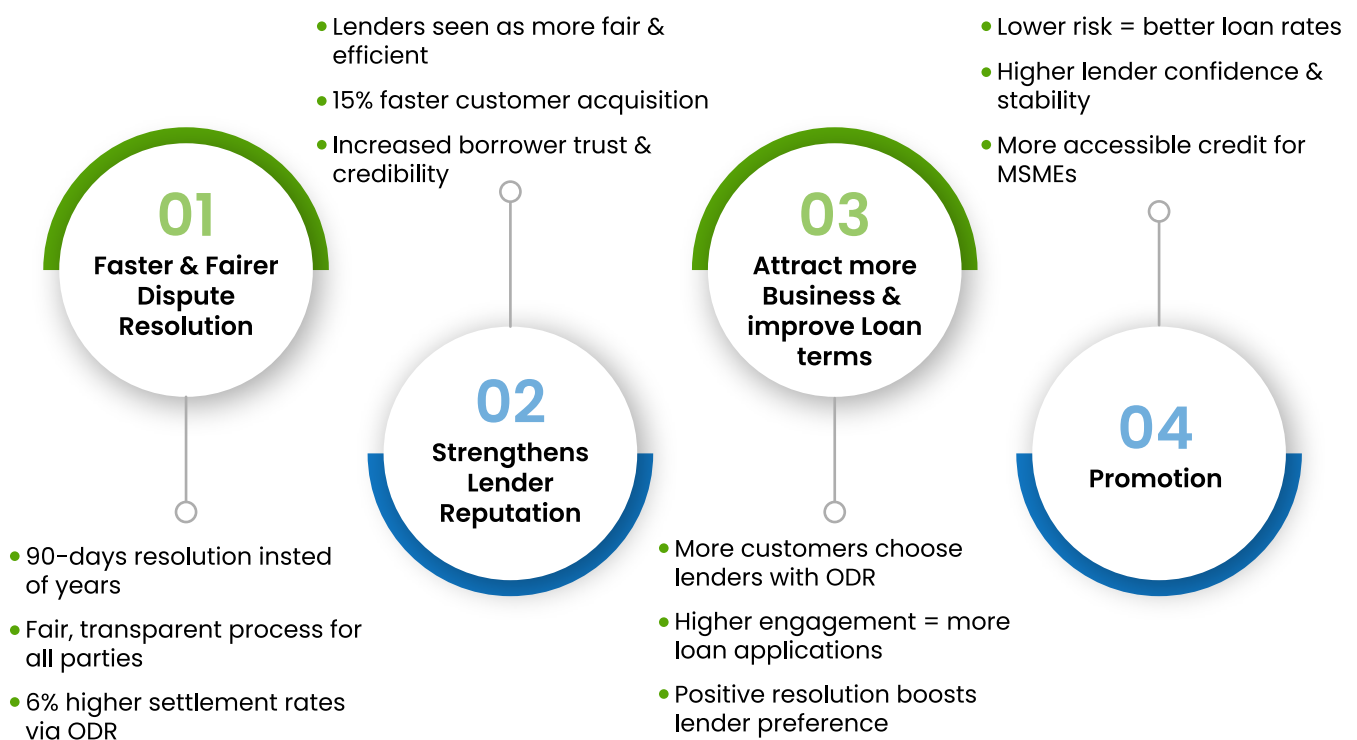 01
Faster & Fairer
Dispute
Resolution
• 90-days resolution insted
of years
• Fair, transparent process for
all parties
• 6% higher settlement rates
via ODR
• Lenders seen as more fair &
efficient
• 15% faster customer acquisition
• Increased borrower trust &
credibility
02
Strengthens
Lender
Reputation
03
Attract more
Business &
improve Loan
terms
• More customers choose
lenders with ODR
• Higher engagement = more
loan applications
• Positive resolution boosts
lender preference
• Lower risk = better loan rates
• Higher lender confidence &
stability
• More accessible credit for
MSMEs
04
Promotion